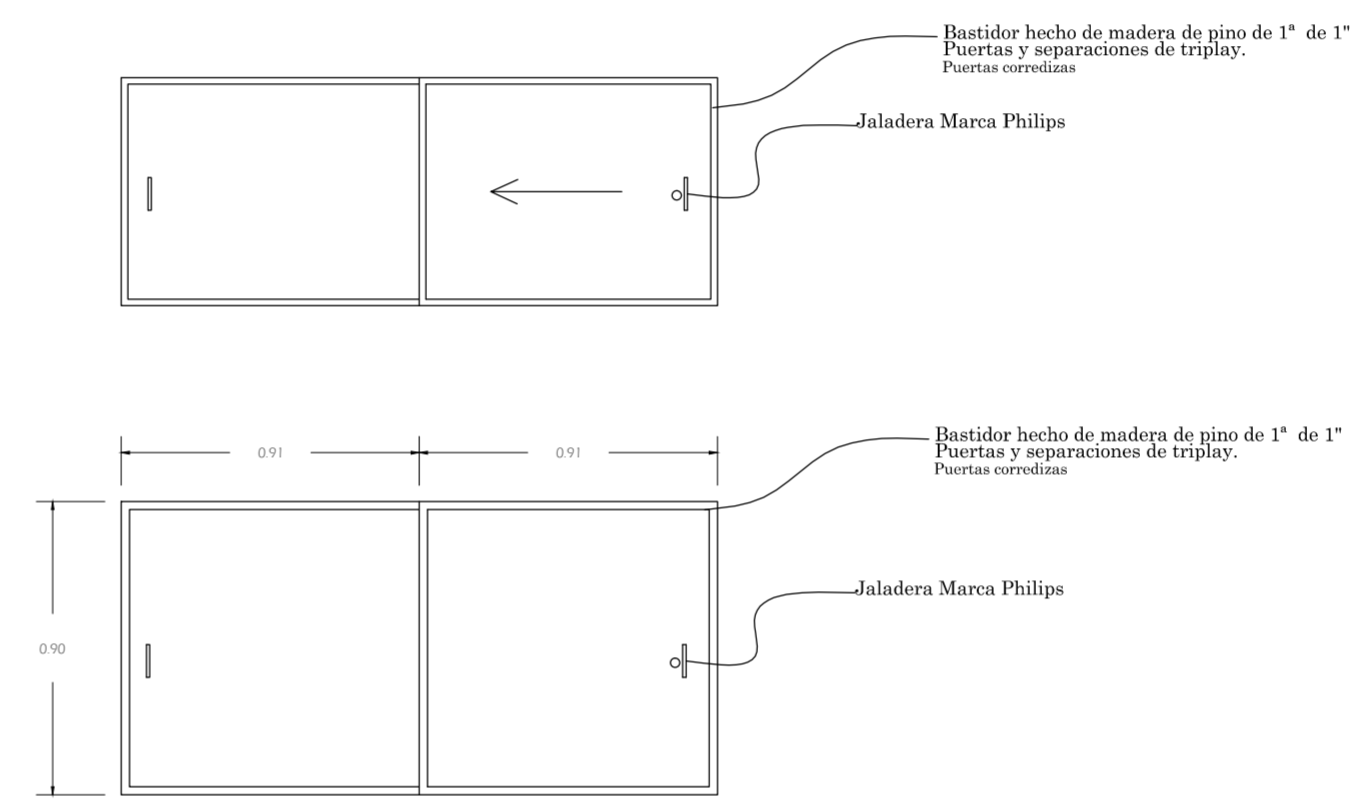 Bastidor hecho de madera de pino de 1ª de 1"
Puertas y separaciones de triplay.
Puertas corredizas
Jaladera Marca Philips
0.91
0.91
Bastidor hecho de madera de pino de 1ª de 1"
Puertas y separaciones de triplay.
Puertas corredizas
Jaladera Marca Philips
0.90